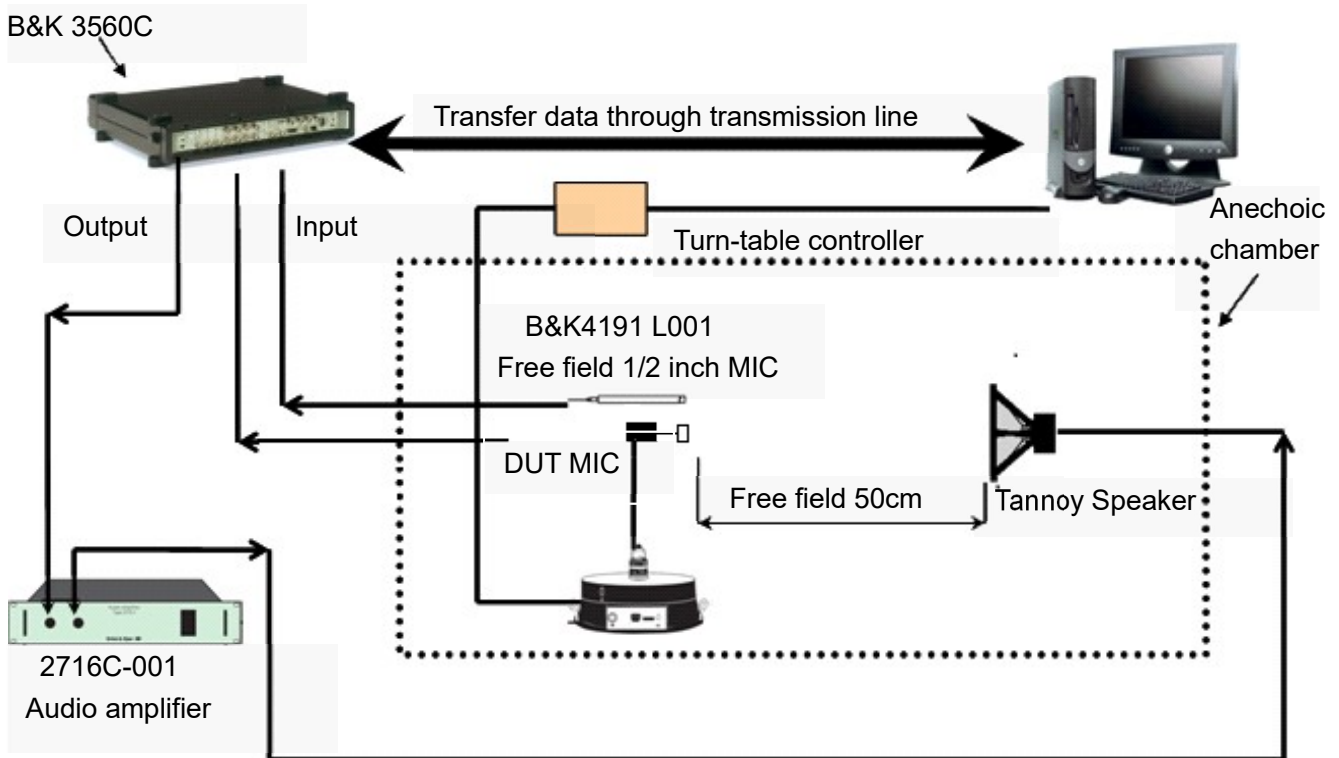 B&K 3560C
Transfer data through transmission line
Output
Input
Turn-table controller
Anechoic
chamber
B&K4191 L001
Free field 1/2 inch MIC
DUT MIC
Free field 50cm
Tannoy Speaker
2716C-001
Audio amplifier